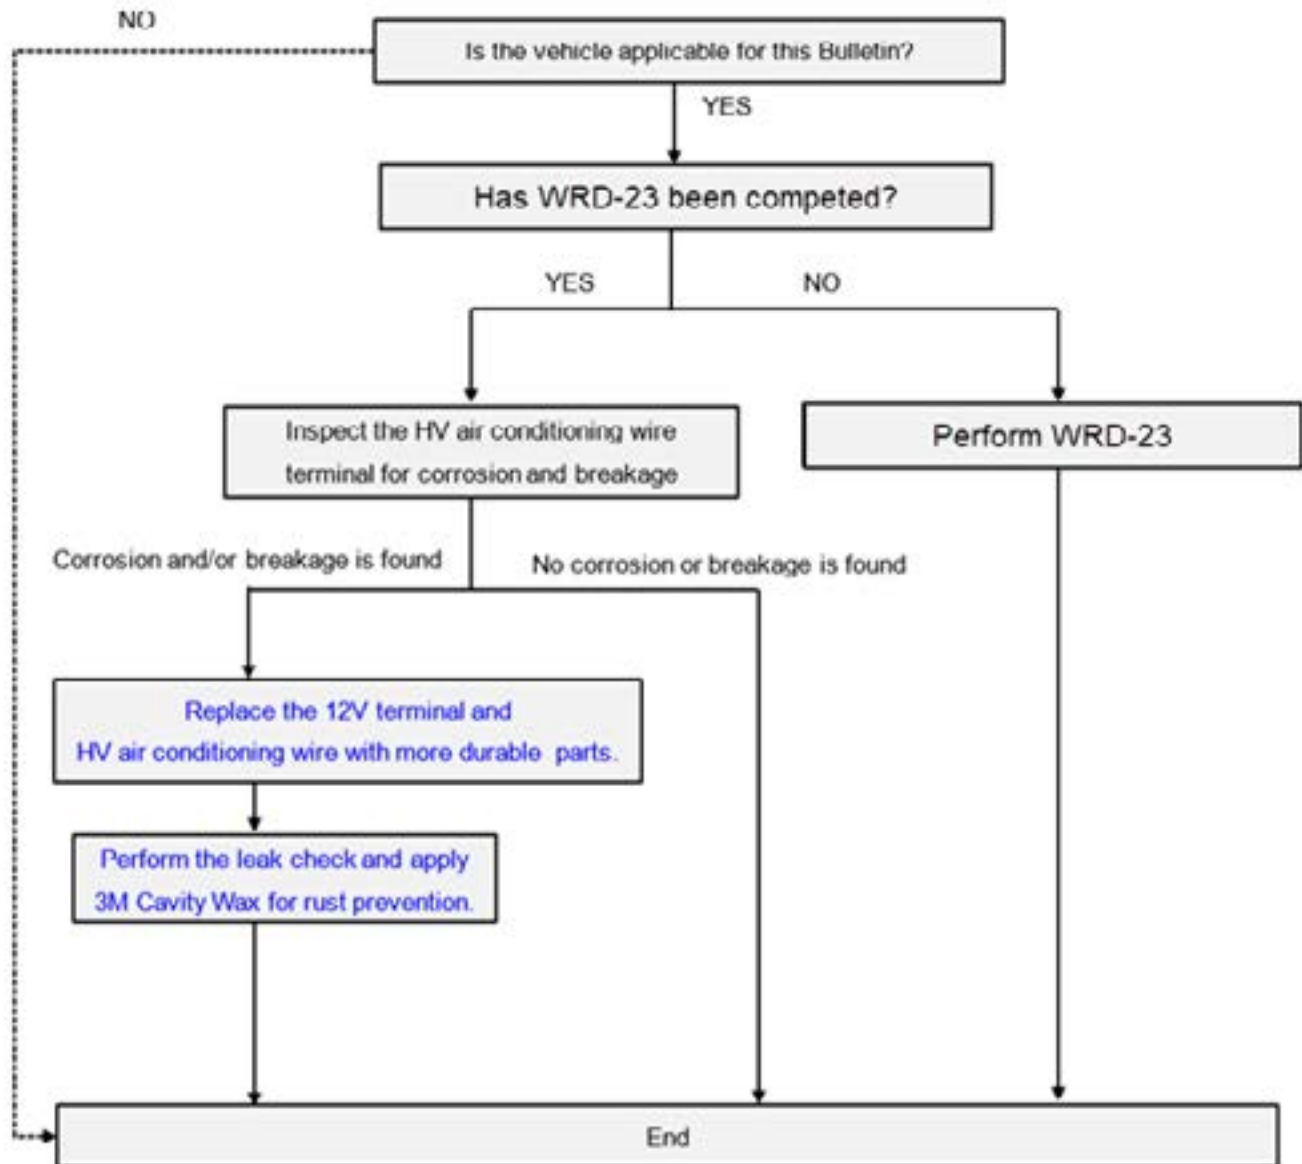 NO
Is the vehicle applicable for this Bulletin?
YES
Has WRD-23 been competed?
YES
NO
Inspect the HV air conditioning wire
terminal for corrosion and breakage
Perform WRD-23
Corrosion and/or breakage is found
No corrosion or breakage is found
Replace the 12V terminal and
HV air conditioning wire with more durable parts.
Perform the leak check and apply
3M Cavity Wax for rust prevention.
End